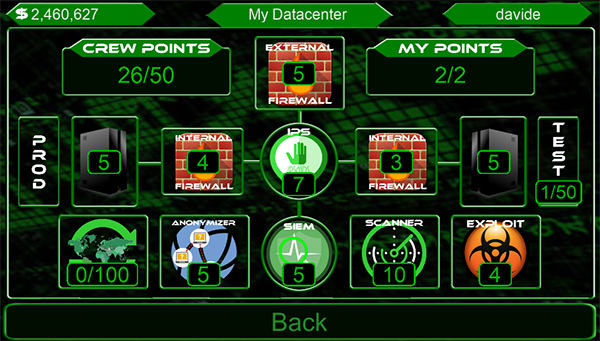 $ 2,460,627
My Datacenter
davide
CREW POINTS
26/50
EXTERNAL
5
FIREWALL
MY POINTS
2/2
PROD
5
INTERNAL
4
FIREWALL
IPS
7
INTERNAL
3
FIREWALL
5
TEST
1/50
0/100
ANONYMIZER
5
SIEM
5
SCANNER
10
EXPLOIT
4
Back